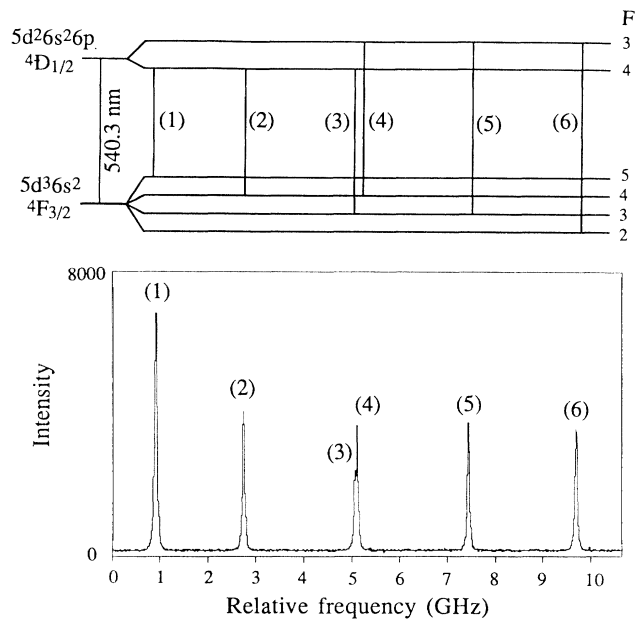 F
5d²6s²6p
⁴D₁/₂
3
4
540.3 nm
(1)
(2)
(3)
(4)
(5)
(6)
5d³6s²
⁴F₃/₂
5
4
3
2
8000
(1)
(2)
(3)
(4)
(5)
(6)
Intensity
0
0 1 2 3 4 5 6 7 8 9 10
Relative frequency (GHz)